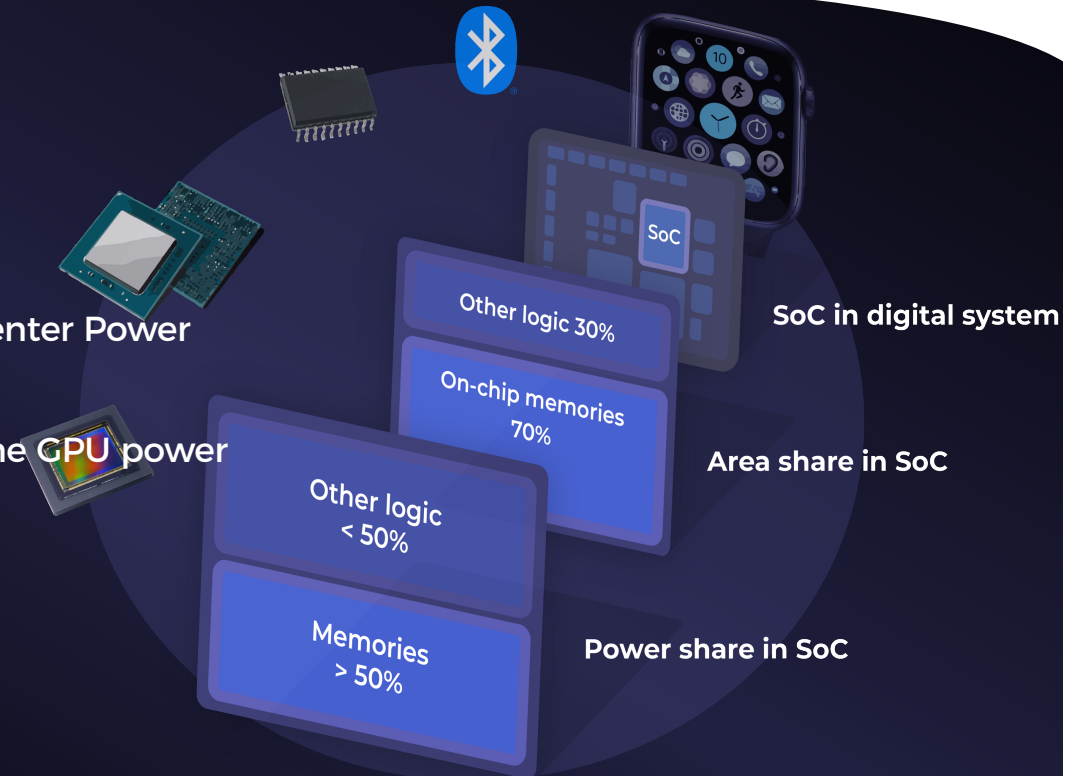 10
SoC
SoC in digital system
Other logic 30%
On-chip memories
70%
Area share in SoC
enter Power
he GPU power
Other logic
< 50%
Memories
> 50%
Power share in SoC